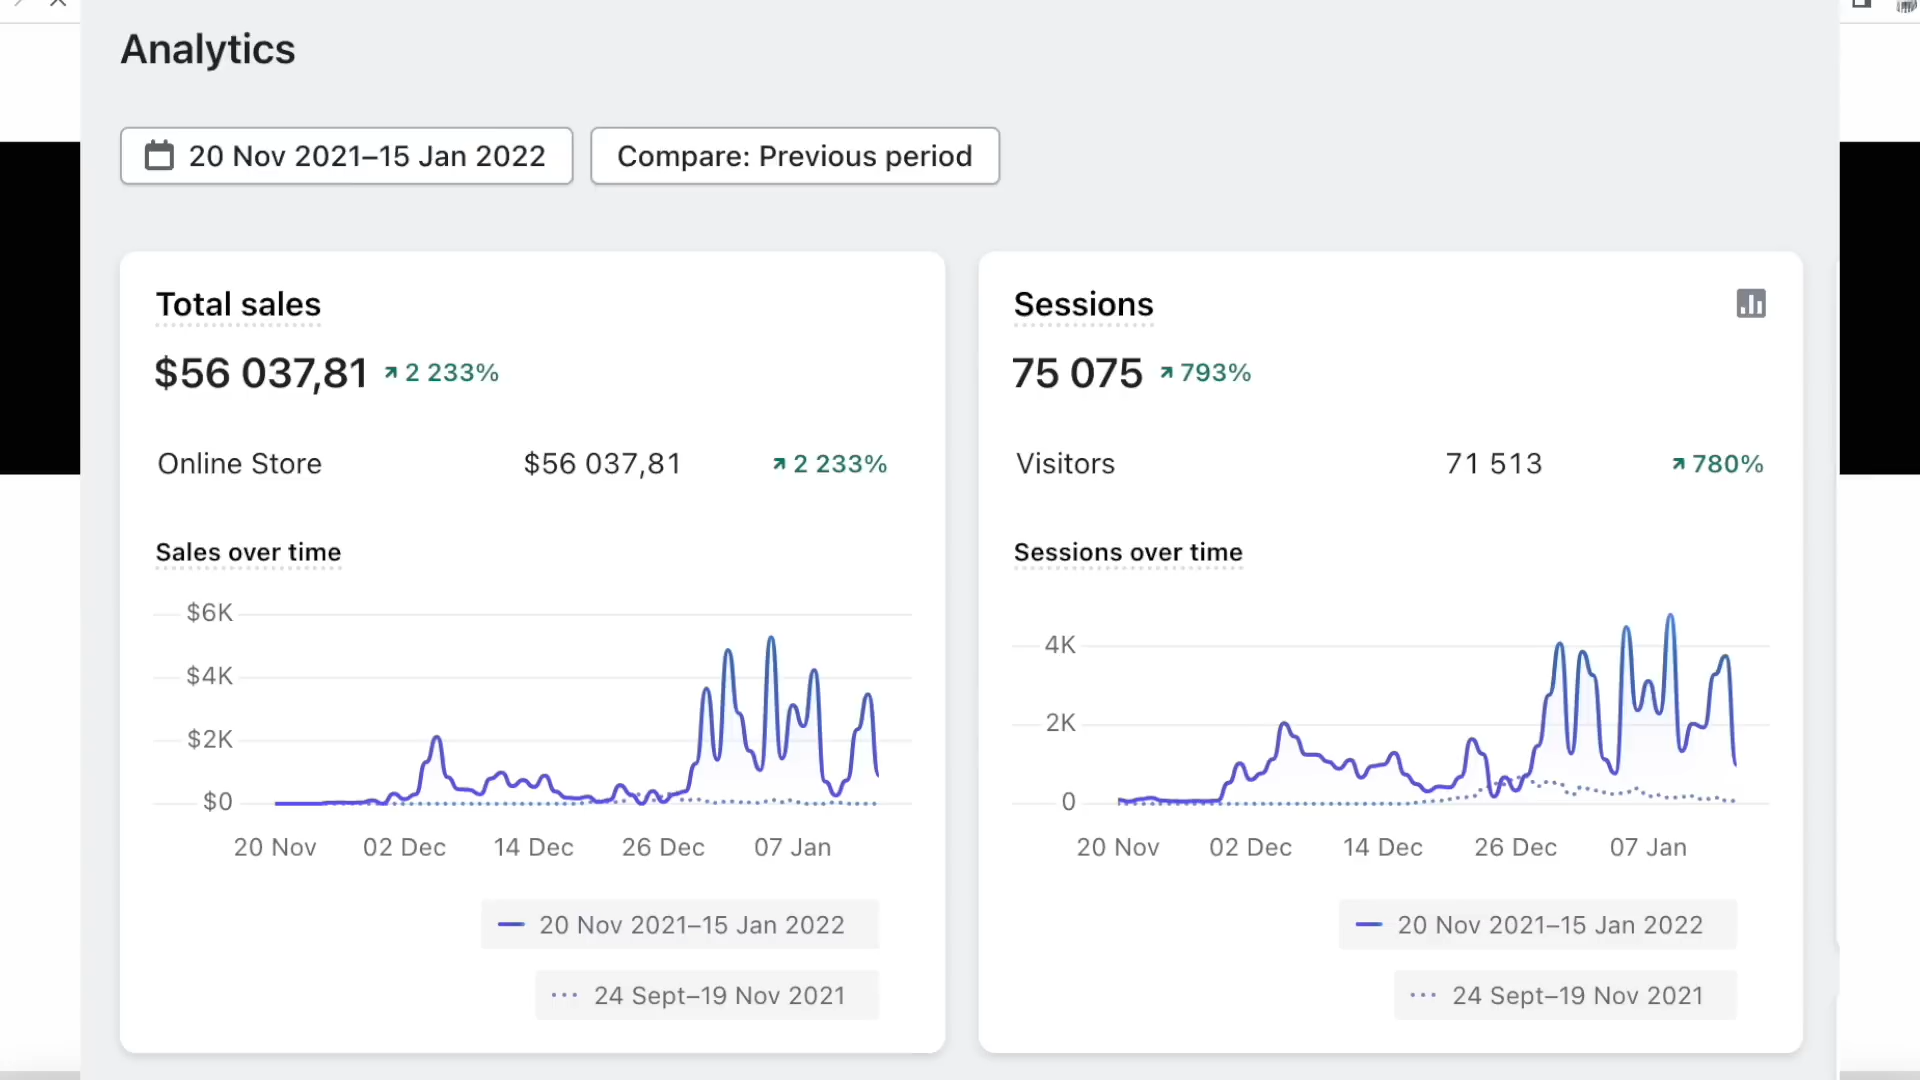 Analytics
20 Nov 2021–15 Jan 2022
Compare: Previous period
Total sales
$56 037,81 2 233%
Online Store $56 037,81 2 233%
Sales over time
$6K
$4K
$2K
$0
20 Nov 02 Dec 14 Dec 26 Dec 07 Jan
20 Nov 2021–15 Jan 2022
24 Sept–19 Nov 2021
Sessions
75 075 793%
Visitors 71 513 780%
Sessions over time
4K
2K
0
20 Nov 02 Dec 14 Dec 26 Dec 07 Jan
20 Nov 2021–15 Jan 2022
24 Sept–19 Nov 2021